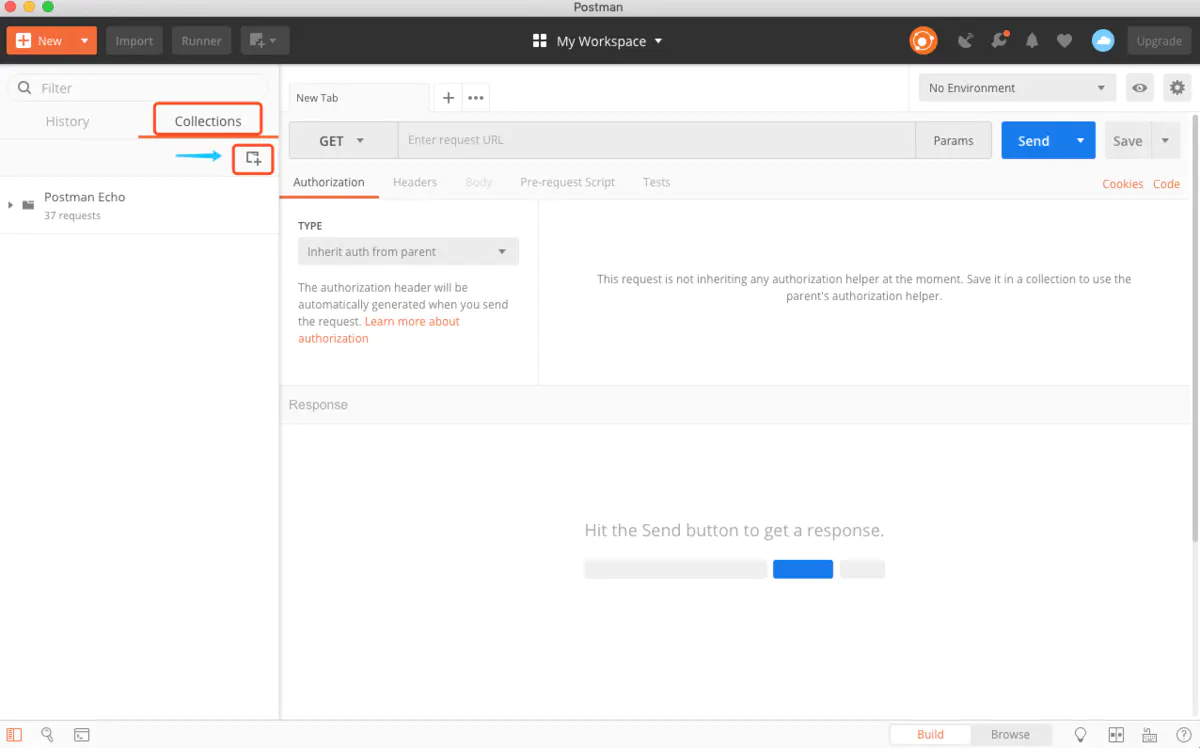 Postman
New
Import
Runner
My Workspace
Upgrade
Filter
History
Collections
Postman Echo
37 requests
New Tab
No Environment
GET
Enter request URL
Params
Send
Save
Authorization
Headers
Body
Pre-request Script
Tests
Cookies
Code
TYPE
Inherit auth from parent
The authorization header will be
automatically generated when you send
the request. Learn more about
authorization
This request is not inheriting any authorization helper at the moment. Save it in a collection to use the
parent's authorization helper.
Response
Hit the Send button to get a response.
Build
Browse